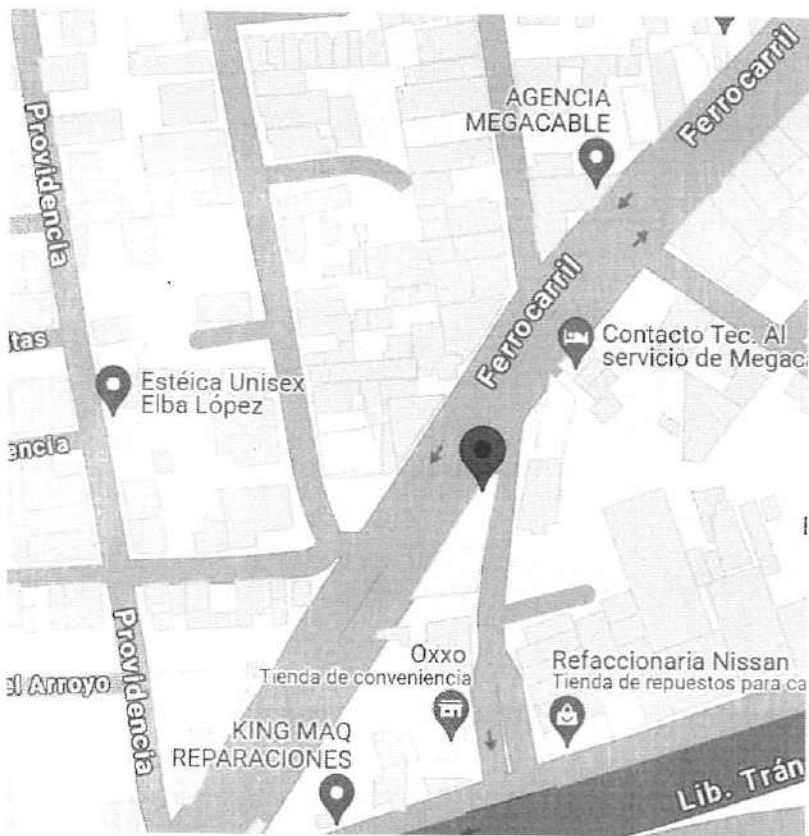 Ferrocarril
AGENCIA
MEGACABLE
Providencia
Ferrocarril
Contacto Tec. Al
servicio de Megaca
tas
Estéica Unisex
Elba López
encia
Providencia
Oxxo
Tienda de conveniencia
Refaccionaria Nissan
Tienda de repuestos para ca
el Arroyo
KING MAQ
REPARACIONES
Lib. Trán